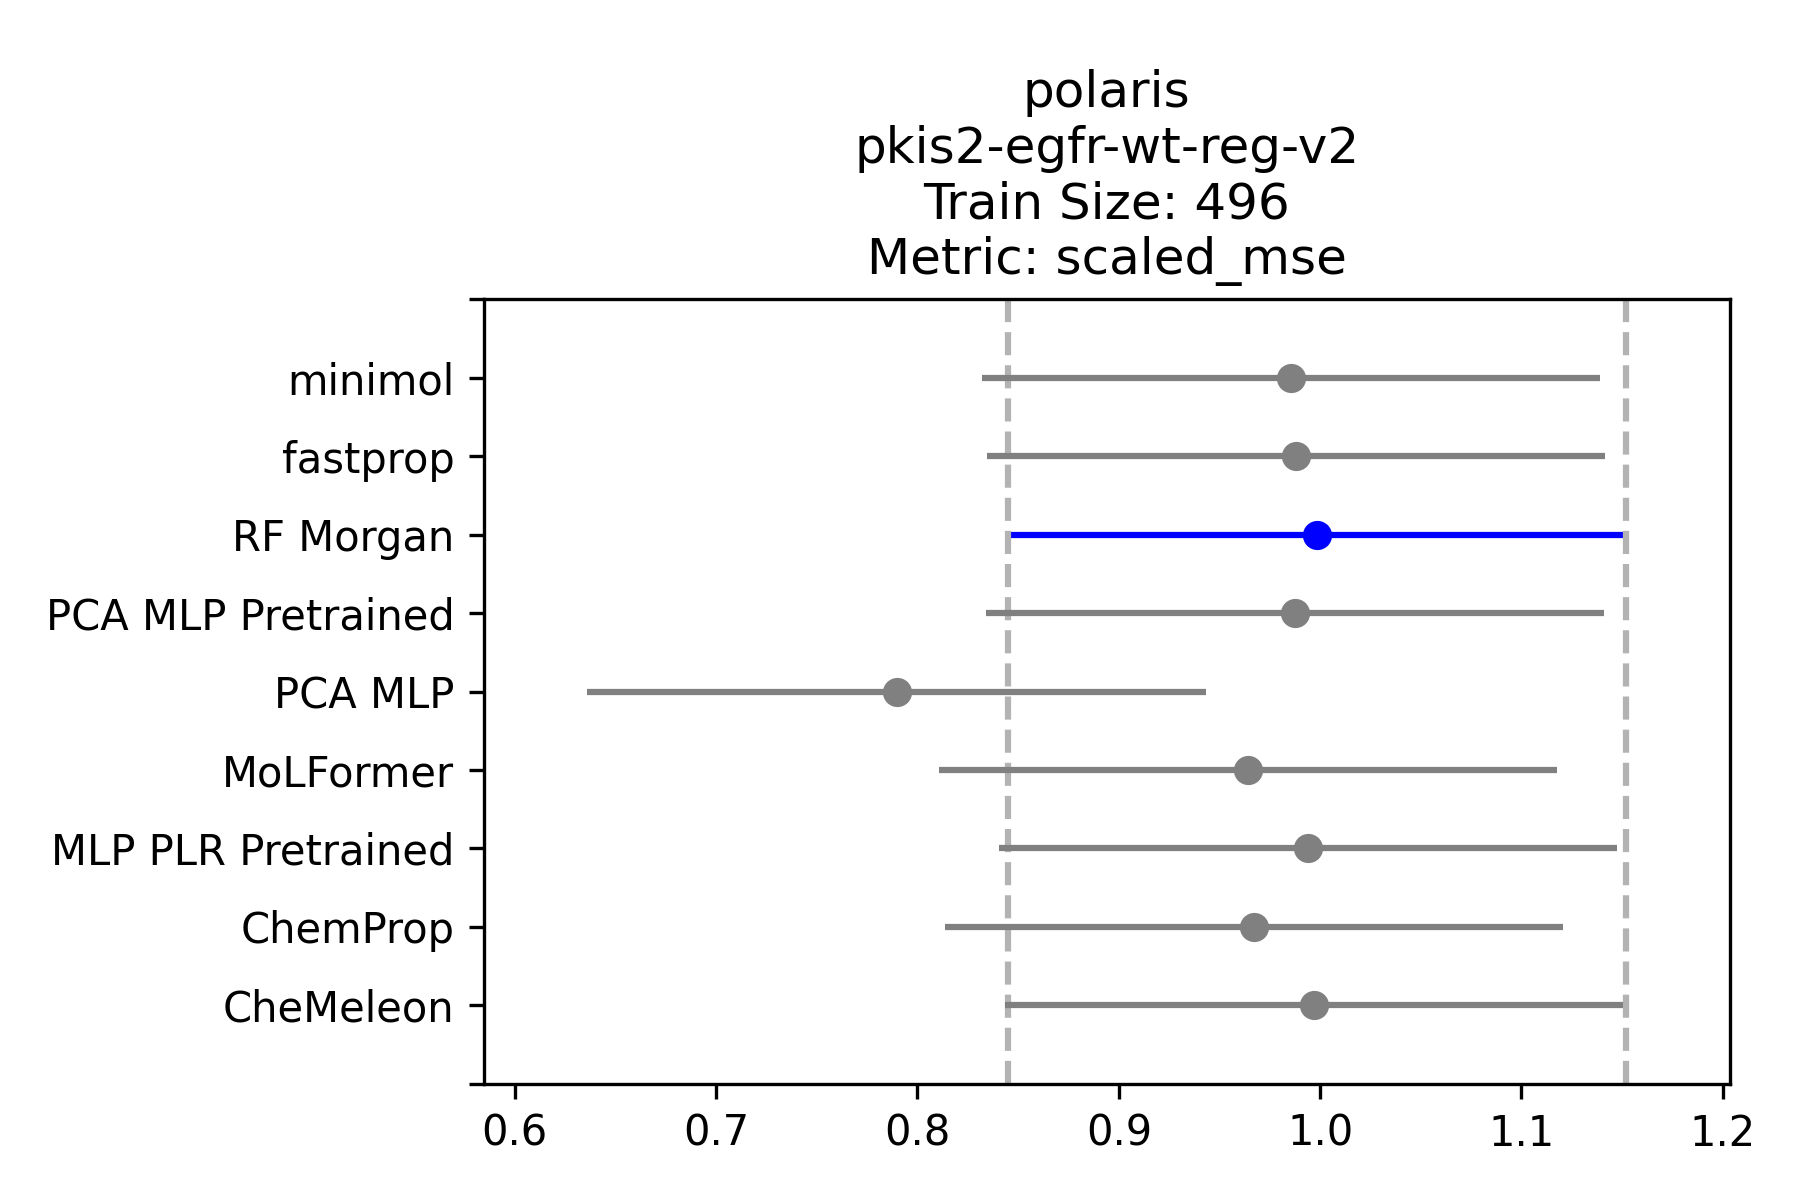 polaris
pkis2-egfr-wt-reg-v2
Train Size: 496
Metric: scaled_mse
minimol
fastprop
RF Morgan
PCA MLP Pretrained
PCA MLP
MoLFormer
MLP PLR Pretrained
ChemProp
CheMeleon
0.6 0.7 0.8 0.9 1.0 1.1 1.2